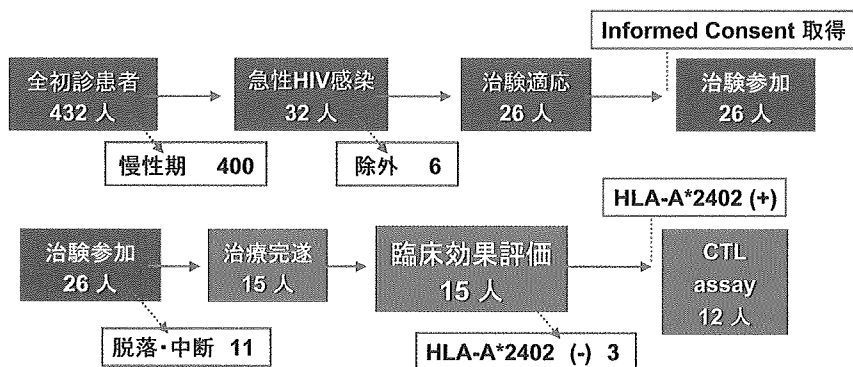 Informed Consent 取得
全初診患者
432 人
急性HIV感染
32 人
治験適応
26 人
治験参加
26 人
慢性期 400
除外 6
HLA-A*2402 (+)
治験参加
26 人
治療完遂
15 人
臨床効果評価
15 人
CTL
assay
12 人
脱落・中断 11
HLA-A*2402 (-) 3